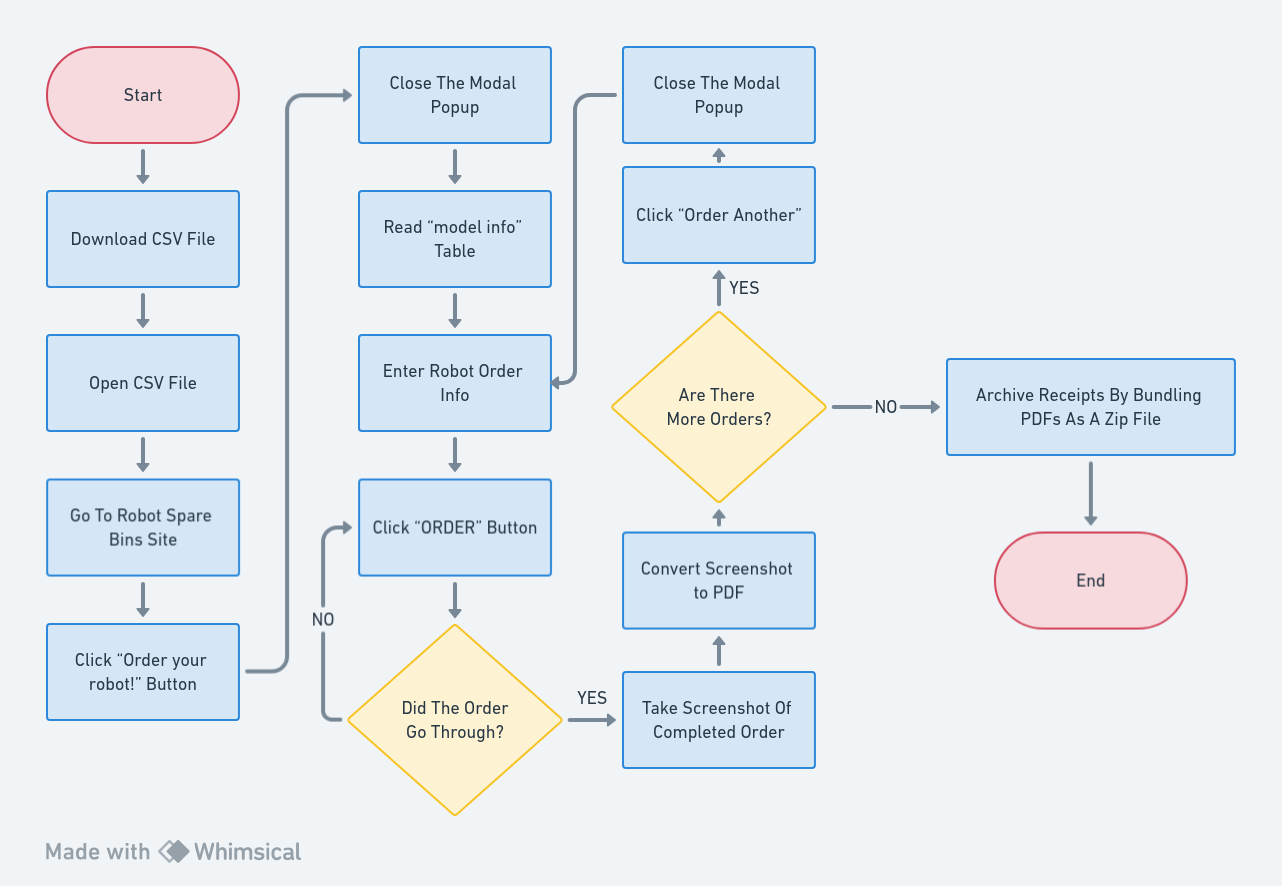 Start
Download CSV File
Open CSV File
Go To Robot Spare
Bins Site
Click “Order your
robot!” Button
Close The Modal
Popup
Read “model info”
Table
Enter Robot Order
Info
Click “ORDER” Button
NO
Did The Order
Go Through?
YES
Take Screenshot Of
Completed Order
Convert Screenshot
to PDF
Are There
More Orders?
YES
Click “Order Another”
Close The Modal
Popup
NO
Archive Receipts By Bundling
PDFs As A Zip File
End
Made with Whimsical